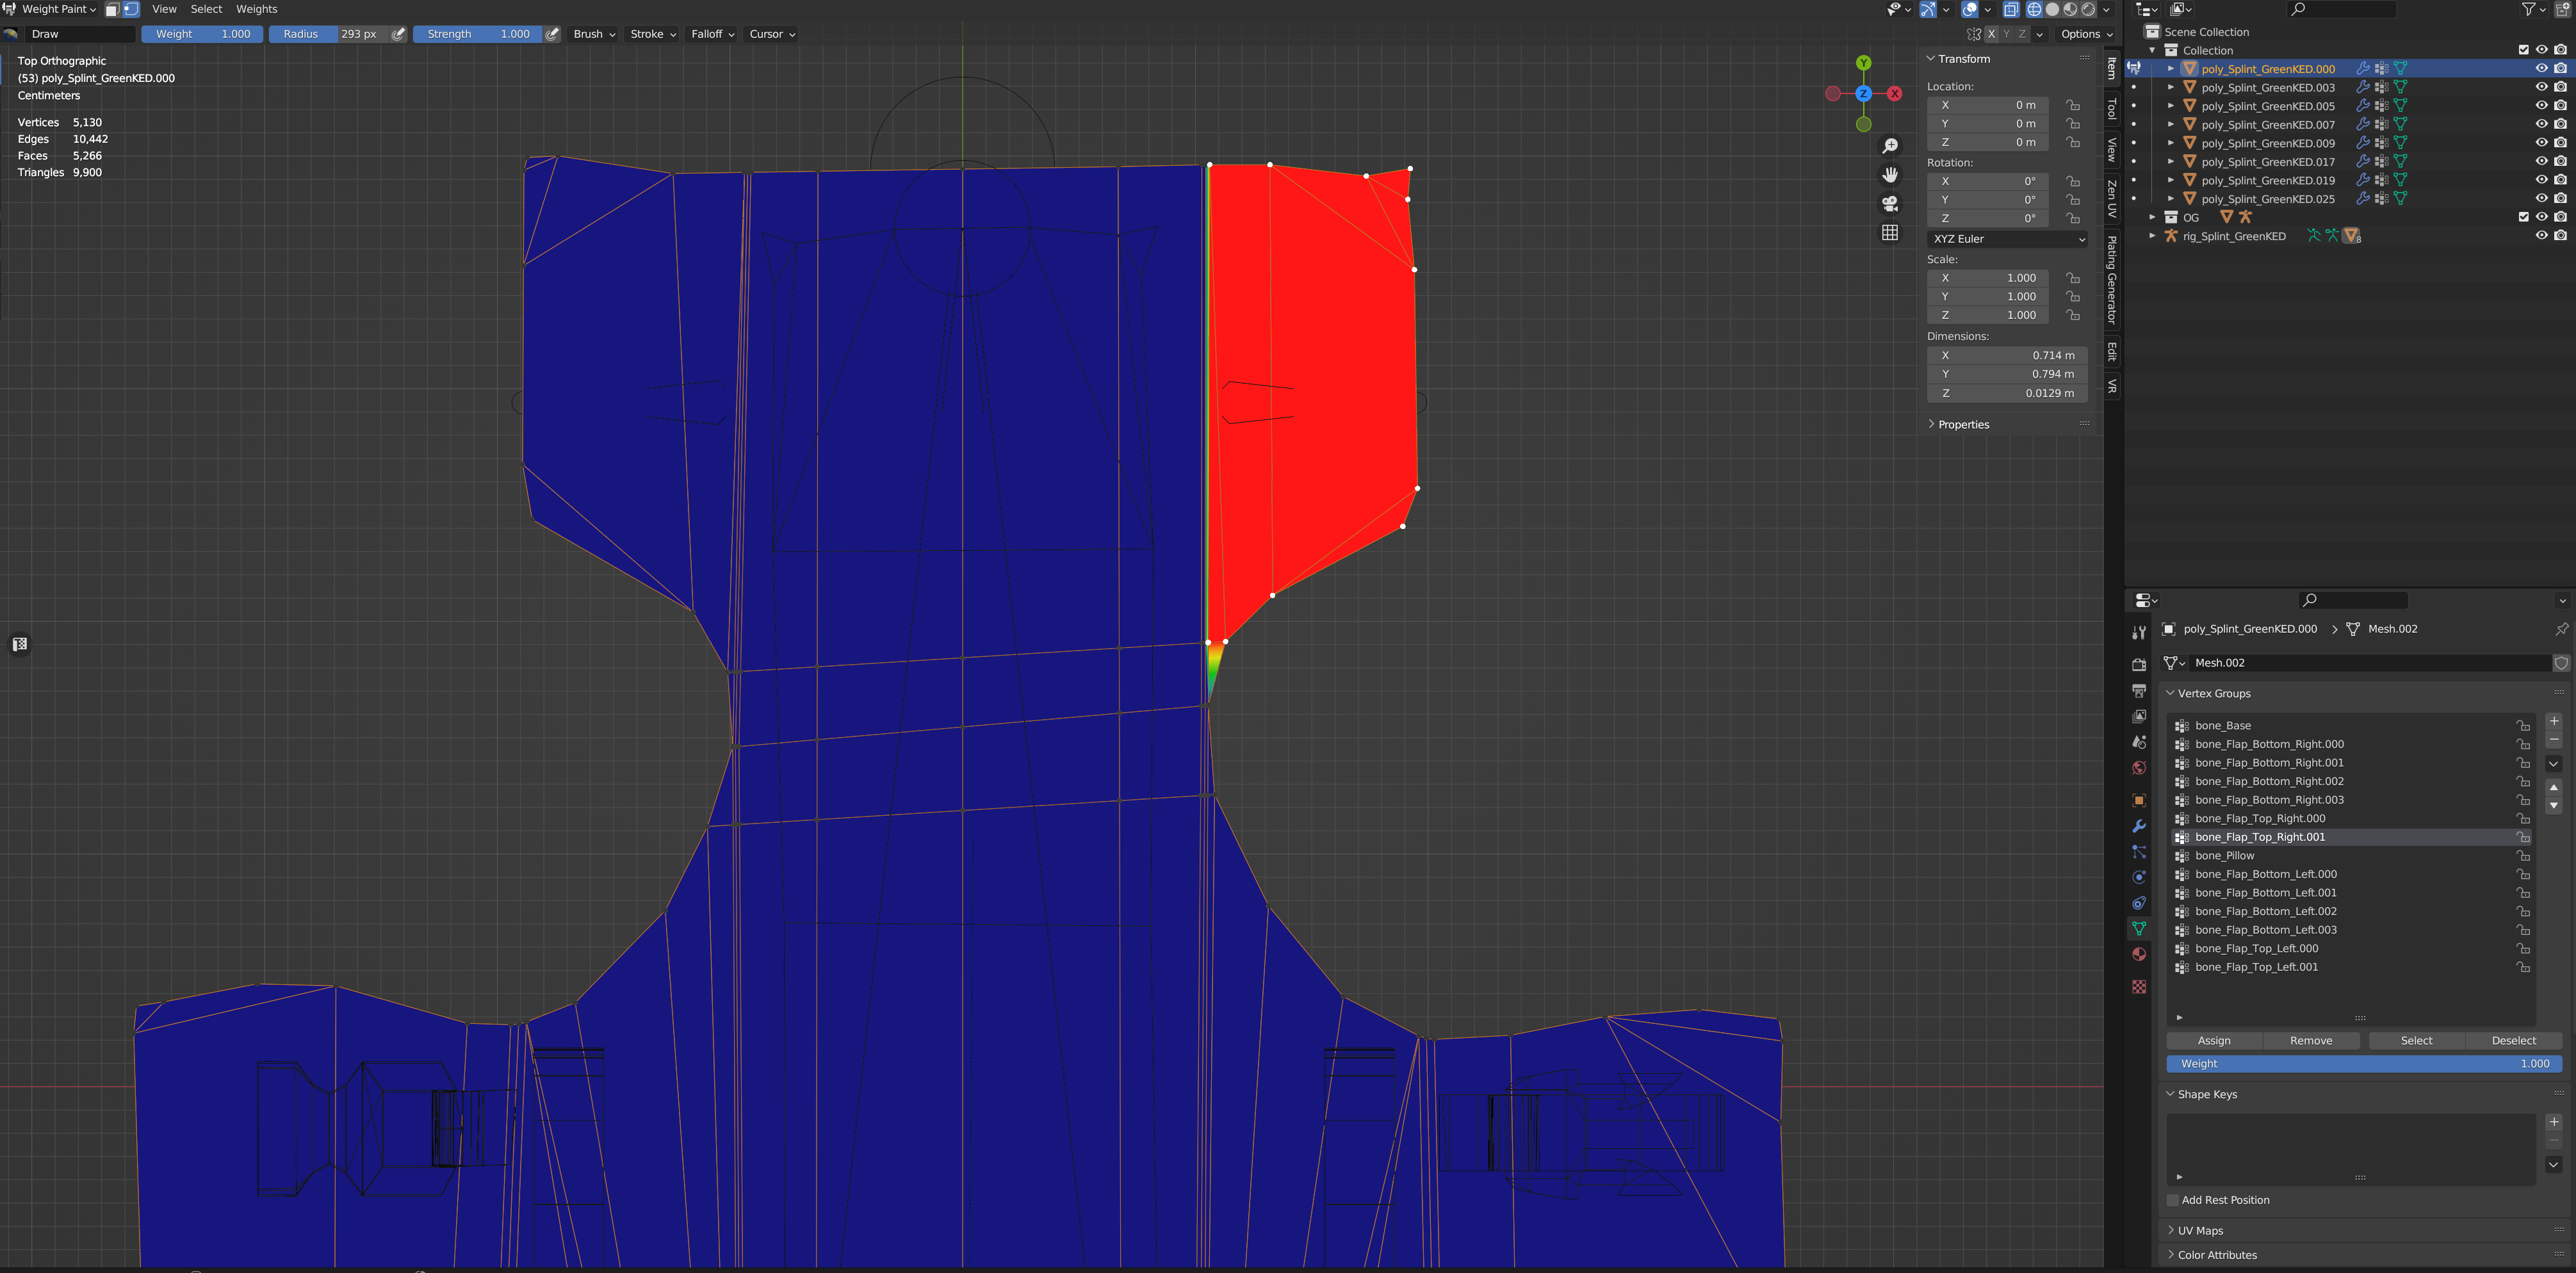 Weight Paint View Select Weights
Draw Weight 1.000 Radius 293 px Strength 1.000 Brush Stroke Falloff Cursor X Y Z Options
Top Orthographic
(53) poly_Splint_GreenKED.000
Centimeters
Vertices 5,130
Edges 10,442
Faces 5,266
Triangles 9,900
Y
Z X
Transform
Location:
X 0 m
Y 0 m
Z 0 m
Rotation:
X 0°
Y 0°
Z 0°
XYZ Euler
Scale:
X 1.000
Y 1.000
Z 1.000
Dimensions:
X 0.714 m
Y 0.794 m
Z 0.0129 m
Properties
Item
Tool
View
Zen UV
Plating Generator
Edit
VR
Scene Collection
Collection
poly_Splint_GreenKED.000
poly_Splint_GreenKED.003
poly_Splint_GreenKED.005
poly_Splint_GreenKED.007
poly_Splint_GreenKED.009
poly_Splint_GreenKED.017
poly_Splint_GreenKED.019
poly_Splint_GreenKED.025
OG
rig_Splint_GreenKED 8
poly_Splint_GreenKED.000 > Mesh.002
Mesh.002
Vertex Groups
bone_Base
bone_Flap_Bottom_Right.000
bone_Flap_Bottom_Right.001
bone_Flap_Bottom_Right.002
bone_Flap_Bottom_Right.003
bone_Flap_Top_Right.000
bone_Flap_Top_Right.001
bone_Pillow
bone_Flap_Bottom_Left.000
bone_Flap_Bottom_Left.001
bone_Flap_Bottom_Left.002
bone_Flap_Bottom_Left.003
bone_Flap_Top_Left.000
bone_Flap_Top_Left.001
Assign Remove Select Deselect
Weight 1.000
Shape Keys
Add Rest Position
UV Maps
Color Attributes